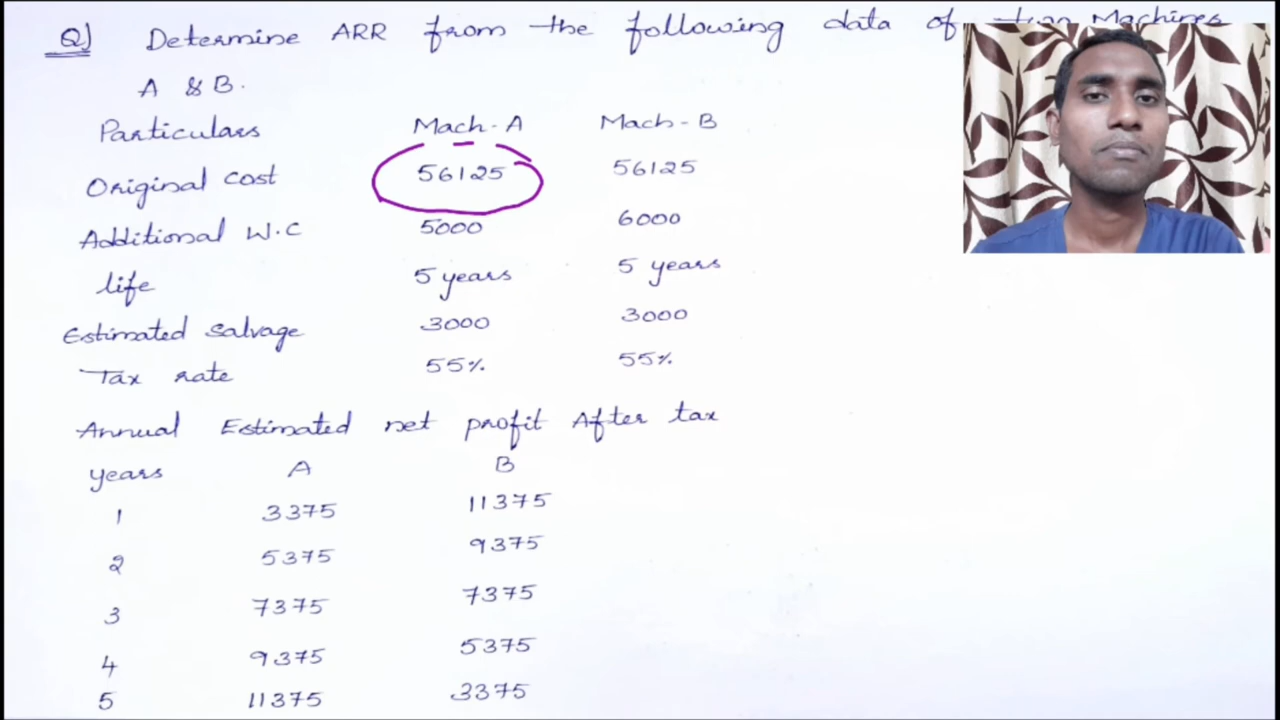 Q) Determine ARR from the following data of Machines
A & B.
Particulars Mach-A Mach-B
Original cost 56125 56125
Additional W.C 5000 6000
life 5 years 5 years
Estimated salvage 3000 3000
Tax rate 55% 55%
Annual Estimated net profit After tax
years A B
1 3375 11375
2 5375 9375
3 7375 7375
4 9375 5375
5 11375 3375